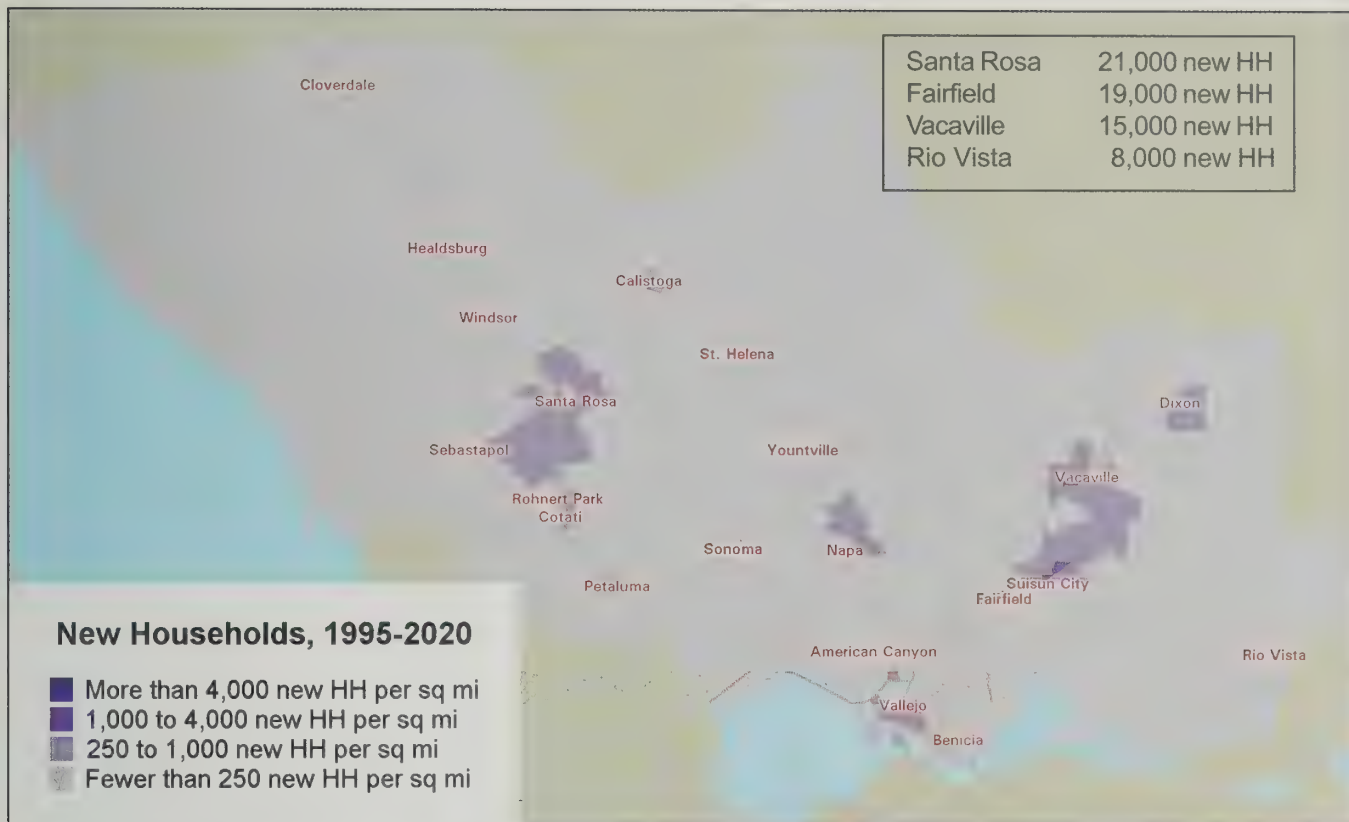 Santa Rosa 21,000 new HH
Fairfield 19,000 new HH
Vacaville 15,000 new HH
Rio Vista 8,000 new HH
Cloverdale
Healdsburg
Calistoga
Windsor
St. Helena
Santa Rosa
Dixon
Sebastapol
Yountville
Vacaville
Rohnert Park
Cotati
Sonoma
Napa
Petaluma
Suisun City
Fairfield
American Canyon
Rio Vista
Vallejo
Benicia
New Households, 1995-2020
More than 4,000 new HH per sq mi
1,000 to 4,000 new HH per sq mi
250 to 1,000 new HH per sq mi
Fewer than 250 new HH per sq mi